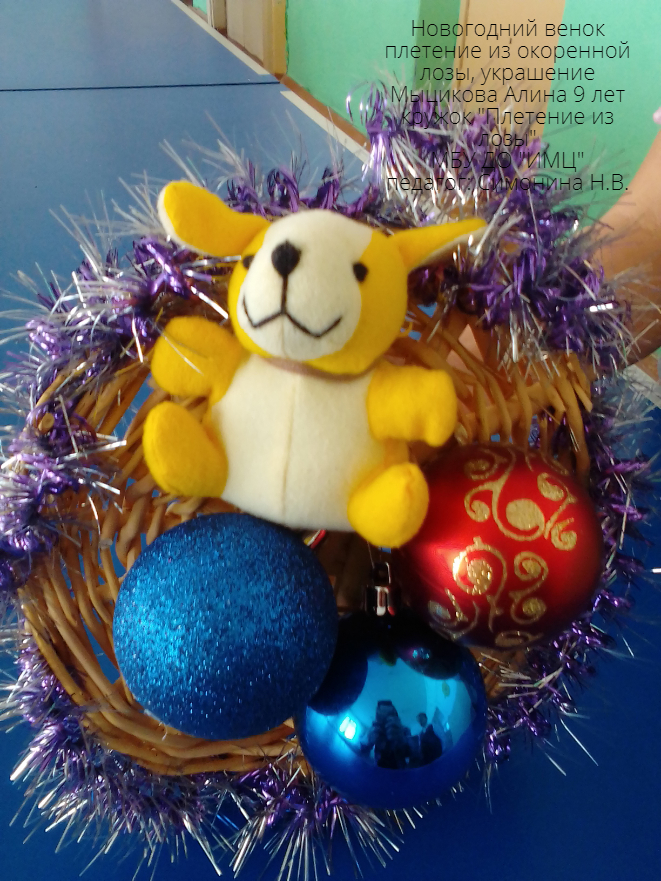 Новогодний венок
плетение из окоренной
лозы, украшение
Мыцикова Алина 9 лет
кружок "Плетение из
лозы"
МБУ ДО "ИМЦ"
педагог: Симонина Н.В.